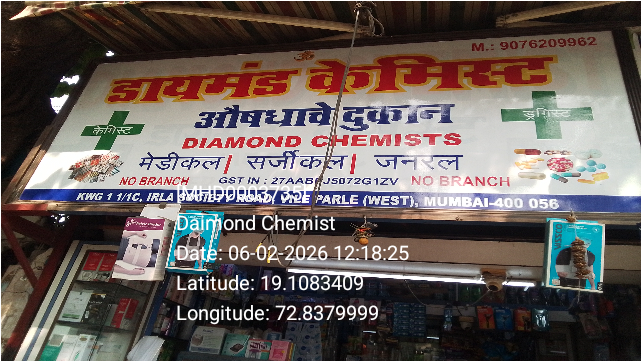 M.: 9076209962
डायमंड केमिस्ट
औषधाचे दुकान
केमिस्ट
ड्रगिस्ट
DIAMOND CHEMISTS
मेडीकल | सर्जीकल | जनरल
NO BRANCH GST IN : NO BRANCH
KWG 1 1/1C, IRLA SOCIETY ROAD, VILE PARLE (WEST), MUMBAI-400 056
Daimond Chemist
Date: 06-02-2026 12:18:25
Latitude: 19.1083409
Longitude: 72.8379999